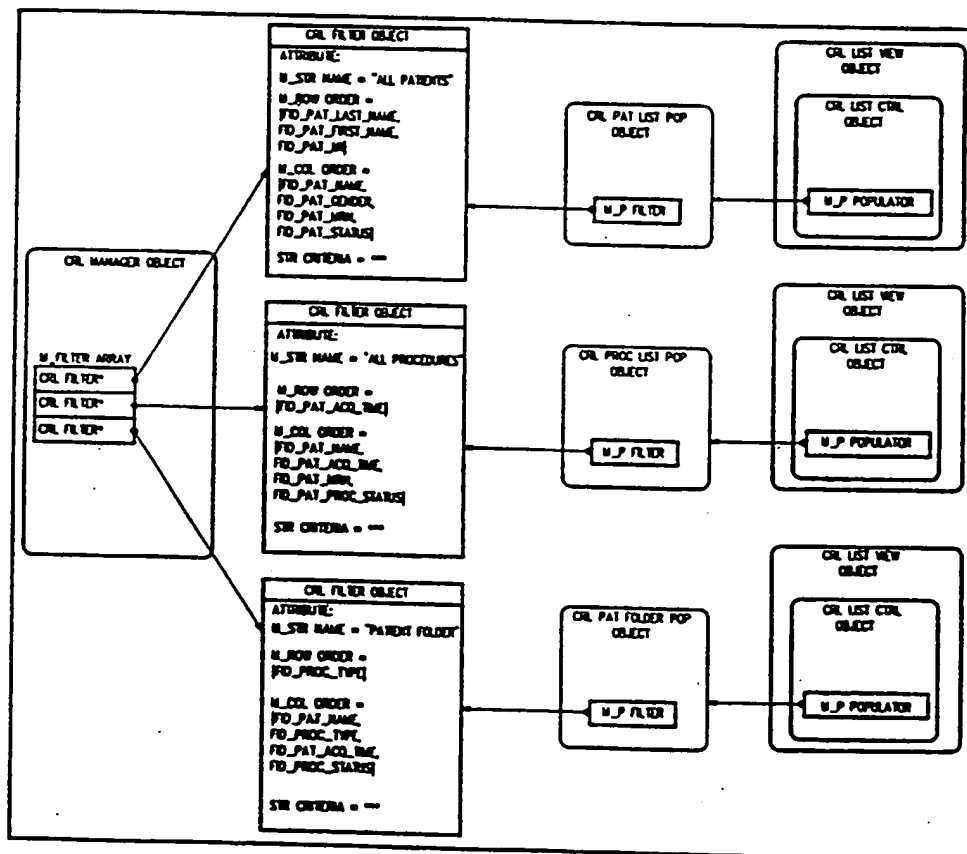 CRL FILTER OBJECT
ATTRIBUTE:
M_STR NAME = "ALL PATIENTS"
M_ROW ORDER =
[FID_PAT_LAST_NAME,
FID_PAT_FIRST_NAME,
FID_PAT_MI]
M_COL ORDER =
[FID_PAT_NAME,
FID_PAT_GENDER,
FID_PAT_MRN,
FID_PAT_STATUS]
STR CRITERIA = ""
CRL PAT LIST POP
OBJECT
M_P FILTER
CRL LIST VIEW
OBJECT
CRL LIST CTRL
OBJECT
M_P POPULATOR
CRL MANAGER OBJECT
M_FILTER ARRAY
CRL FILTER*
CRL FILTER*
CRL FILTER*
CRL FILTER OBJECT
ATTRIBUTE:
M_STR NAME = "ALL PROCEDURES"
M_ROW ORDER =
[FID_PAT_ACQ_TIME]
M_COL ORDER =
[FID_PAT_NAME,
FID_PAT_ACQ_TIME,
FID_PAT_MRN,
FID_PAT_PROC_STATUS]
STR CRITERIA = ""
CRL PROC LIST POP
OBJECT
M_P FILTER
CRL LIST VIEW
OBJECT
CRL LIST CTRL
OBJECT
M_P POPULATOR
CRL FILTER OBJECT
ATTRIBUTE:
M_STR NAME = "PATIENT FOLDER"
M_ROW ORDER =
[FID_PROC_TYPE]
M_COL ORDER =
[FID_PAT_NAME,
FID_PROC_TYPE,
FID_PAT_ACQ_TIME,
FID_PROC_STATUS]
STR CRITERIA = ""
CRL PAT FOLDER POP
OBJECT
M_P FILTER
CRL LIST VIEW
OBJECT
CRL LIST CTRL
OBJECT
M_P POPULATOR